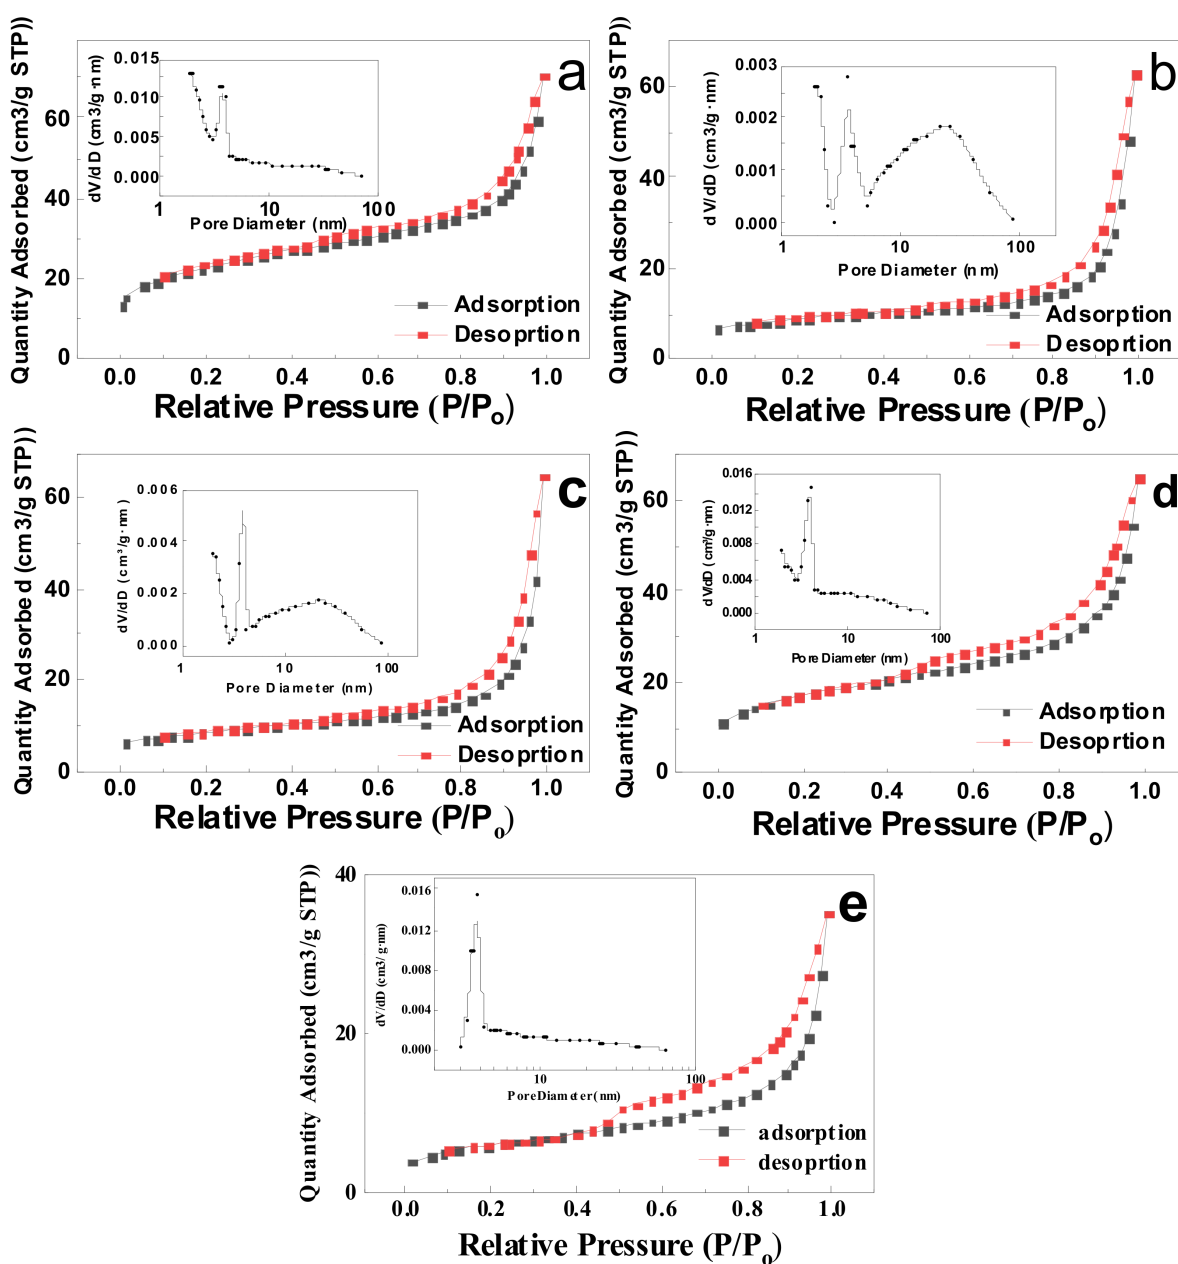 a
Quantity Adsorbed (cm3/g STP))
60
40
20
0
0.0 0.2 0.4 0.6 0.8 1.0
Relative Pressure (P/Po)
Adsorption
Desoprtion
dV/dD (cm3/g·nm)
0.015
0.010
0.005
0.000
1 10 100
Pore Diameter (nm)
b
Quantity Adsorbed (cm3/g STP))
60
40
20
0
0.0 0.2 0.4 0.6 0.8 1.0
Relative Pressure (P/Po)
Adsorption
Desoprtion
dV/dD (cm3/g·nm)
0.003
0.002
0.001
0.000
1 10 100
Pore Diameter (nm)
c
Quantity Adsorbed (cm3/g STP))
60
40
20
0
0.0 0.2 0.4 0.6 0.8 1.0
Relative Pressure (P/Po)
Adsorption
Desoprtion
dV/dD (cm³/g·nm)
0.006
0.004
0.002
0.000
1 10 100
Pore Diameter (nm)
d
Quantity Adsorbed (cm3/g STP))
60
40
20
0
0.0 0.2 0.4 0.6 0.8 1.0
Relative Pressure (P/Po)
Adsorption
Desoprtion
dV/dD (cm³/g·nm)
0.016
0.012
0.008
0.004
0.000
1 10 100
Pore Diameter (nm)
e
Quantity Adsorbed (cm3/g STP))
40
20
0
0.0 0.2 0.4 0.6 0.8 1.0
Relative Pressure (P/Po)
adsorption
desoprtion
dV/dD (cm3/g·nm)
0.016
0.012
0.008
0.004
0.000
10 100
Pore Diameter(nm)